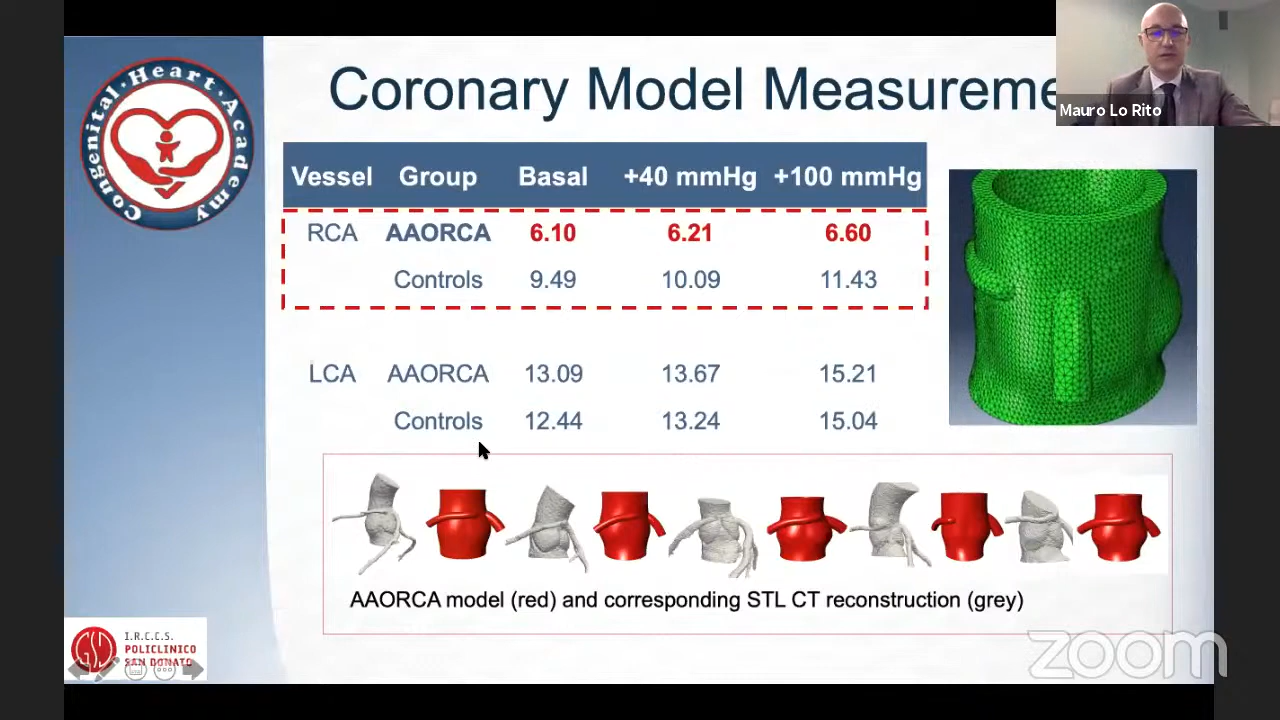 Congenital·Heart·Academy
Coronary Model Measureme
Mauro Lo Rito
Vessel Group Basal +40 mmHg +100 mmHg
RCA AAORCA 6.10 6.21 6.60
Controls 9.49 10.09 11.43
LCA AAORCA 13.09 13.67 15.21
Controls 12.44 13.24 15.04
AAORCA model (red) and corresponding STL CT reconstruction (grey)
GSD
I.R.C.C.S.
POLICLINICO
SAN DONATO
zoom